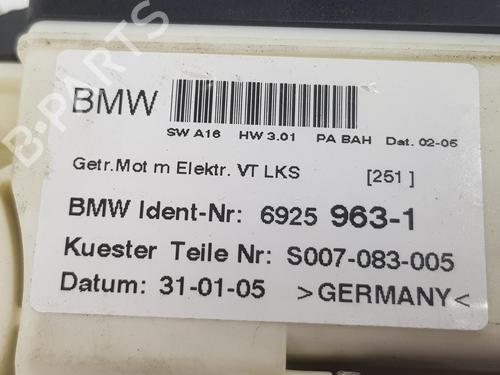 BMW
SW A16 HW 3.01 PA BAH Dat. 02-05
Getr.Mot m Elektr. VT LKS [251 ]
BMW Ident-Nr: 6925 963-1
Kuester Teile Nr: S007-083-005
Datum: 31-01-05 >GERMANY<
B-Parts